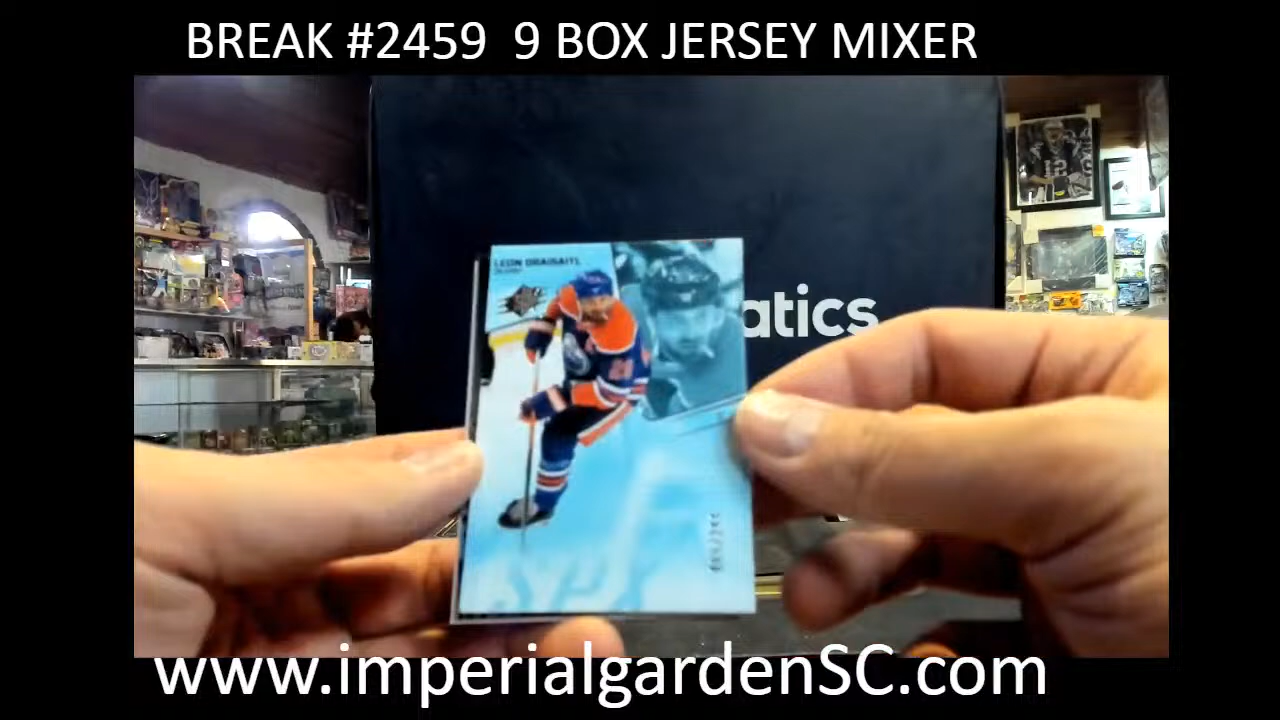 BREAK #2459  9 BOX JERSEY MIXER
LEON DRAISAITL
atics
www.imperialgardenSC.com